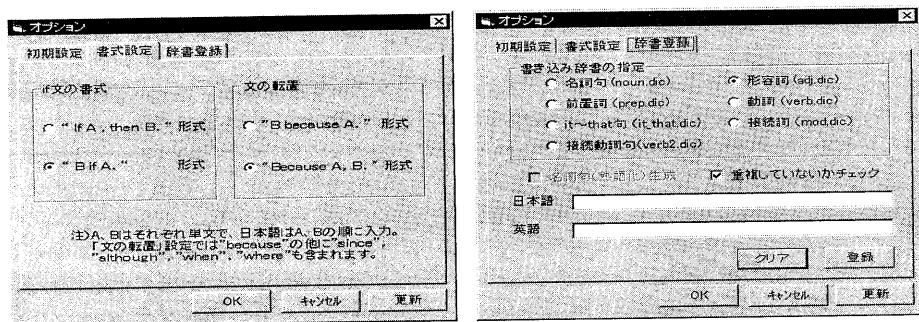 オプション
初期設定 書式設定 辞書登録
if文の書式
" If A , then B. " 形式
" B if A. " 形式
文の転置
"B because A. " 形式
"Because A, B. " 形式
注)A、Bはそれぞれ単文で、日本語はA、Bの順に入力。
「文の転置」設定では"because"の他に"since",
"although", "when", "where"も含まれます。
OK キャンセル 更新
オプション
初期設定 書式設定 辞書登録
書き込み辞書の指定
名詞句 (noun.dic) 形容詞 (adj.dic)
前置詞 (prep.dic) 動詞 (verb.dic)
it~that句 (it_that.dic) 接続詞 (mod.dic)
接続動詞句(verb2.dic)
生成 重複していないかチェック
日本語
英語
クリア 登録
OK キャンセル 更新